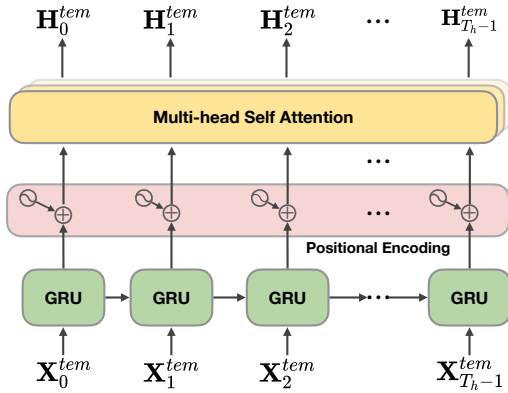 H_0^{tem} H_1^{tem} H_2^{tem} ... H_{T_h-1}^{tem}
Multi-head Self Attention
...
...
Positional Encoding
GRU GRU GRU ... GRU
X_0^{tem} X_1^{tem} X_2^{tem} X_{T_h-1}^{tem}